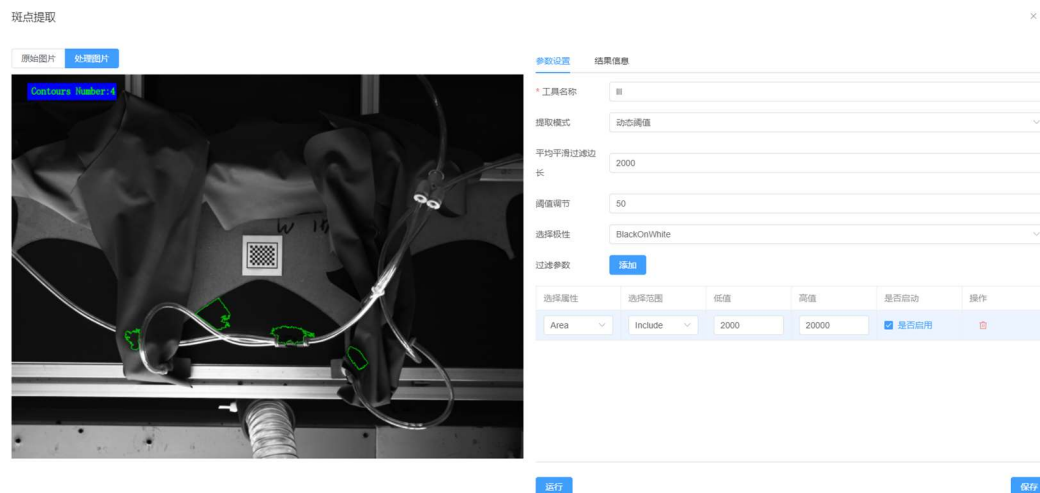 斑点提取
×
原始图片 处理图片
Contours Number:4
W 1
参数设置 结果信息
* 工具名称 lll
提取模式 动态阈值
平均平滑过滤边
长 2000
阈值调节 50
选择极性 BlackOnWhite
过滤参数 添加
选择属性 选择范围 低值 高值 是否启动 操作
Area Include 2000 20000 是否启用
运行 保存